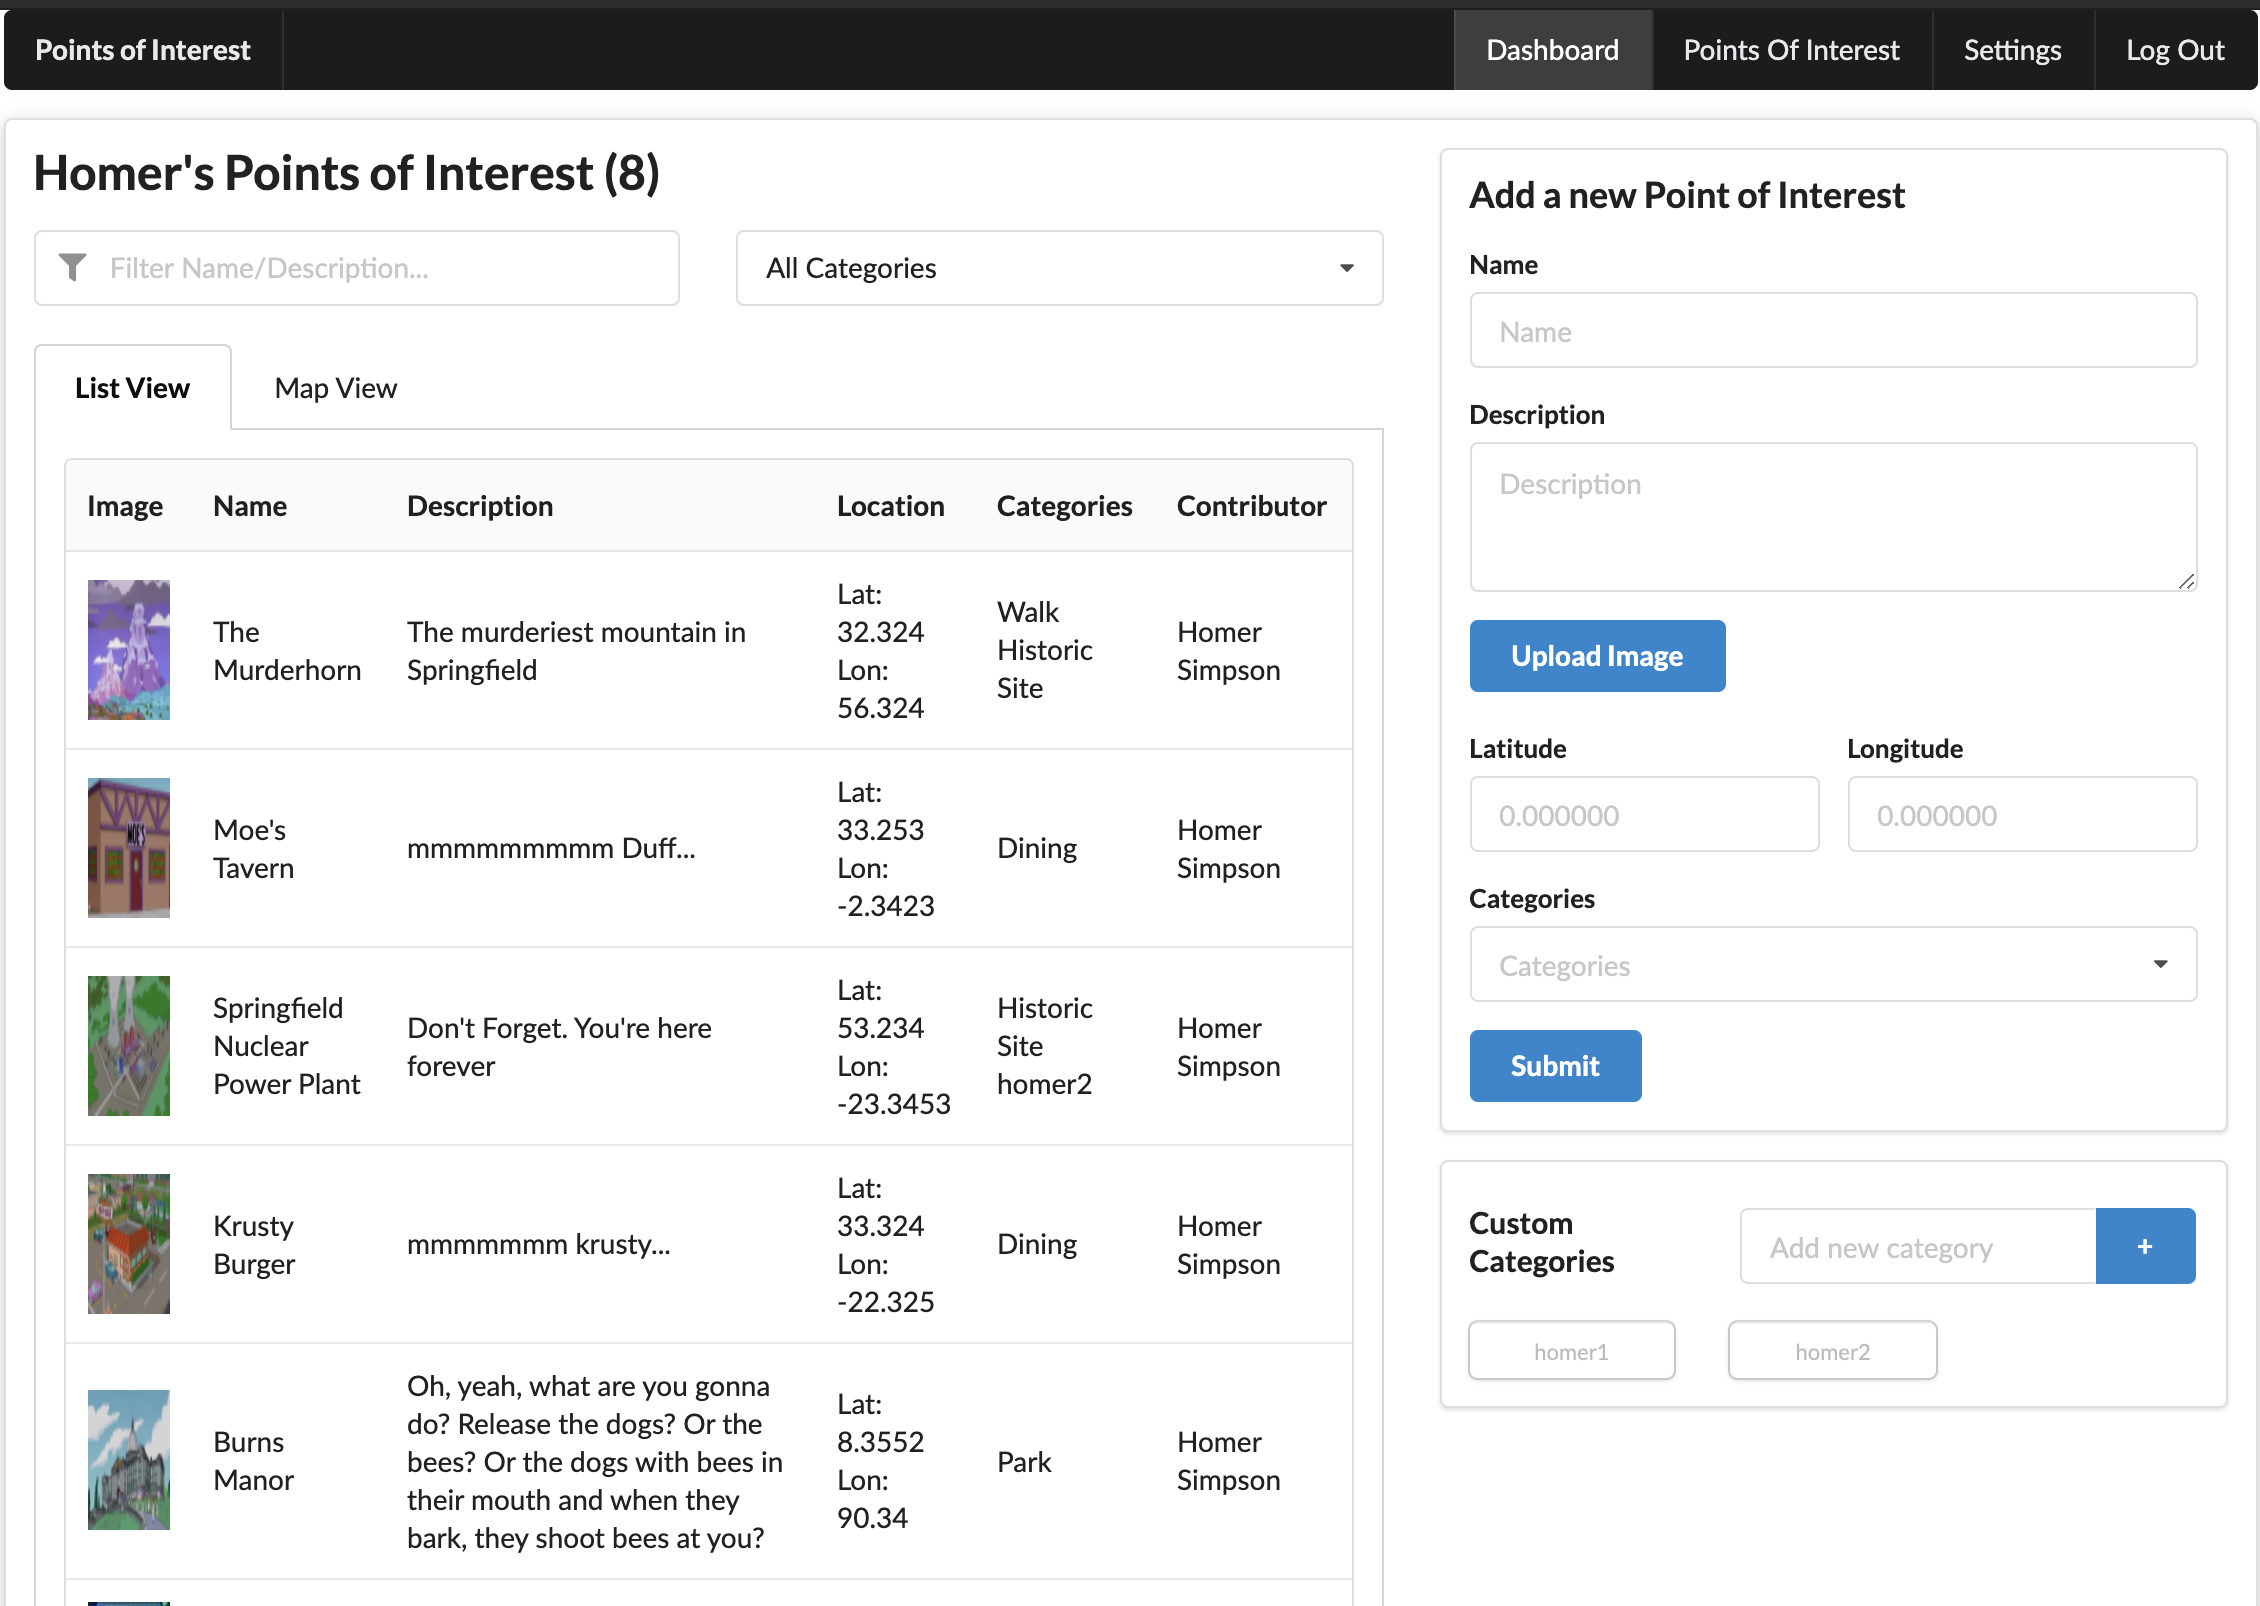 Points of Interest
Dashboard
Points Of Interest
Settings
Log Out
Homer's Points of Interest (8)
Filter Name/Description...
All Categories
List View
Map View
Image
Name
Description
Location
Categories
Contributor
The
Murderhorn
The murderiest mountain in
Springfield
Lat:
32.324
Lon:
56.324
Walk
Historic
Site
Homer
Simpson
MOE'S
Moe's
Tavern
mmmmmmmmm Duff...
Lat:
33.253
Lon:
-2.3423
Dining
Homer
Simpson
Springfield
Nuclear
Power Plant
Don't Forget. You're here
forever
Lat:
53.234
Lon:
-23.3453
Historic
Site
homer2
Homer
Simpson
Krusty
Burger
mmmmmmm krusty...
Lat:
33.324
Lon:
-22.325
Dining
Homer
Simpson
Burns
Manor
Oh, yeah, what are you gonna
do? Release the dogs? Or the
bees? Or the dogs with bees in
their mouth and when they
bark, they shoot bees at you?
Lat:
8.3552
Lon:
90.34
Park
Homer
Simpson
Add a new Point of Interest
Name
Name
Description
Description
Upload Image
Latitude
Longitude
0.000000
0.000000
Categories
Categories
Submit
Custom
Categories
Add new category
+
homer1
homer2